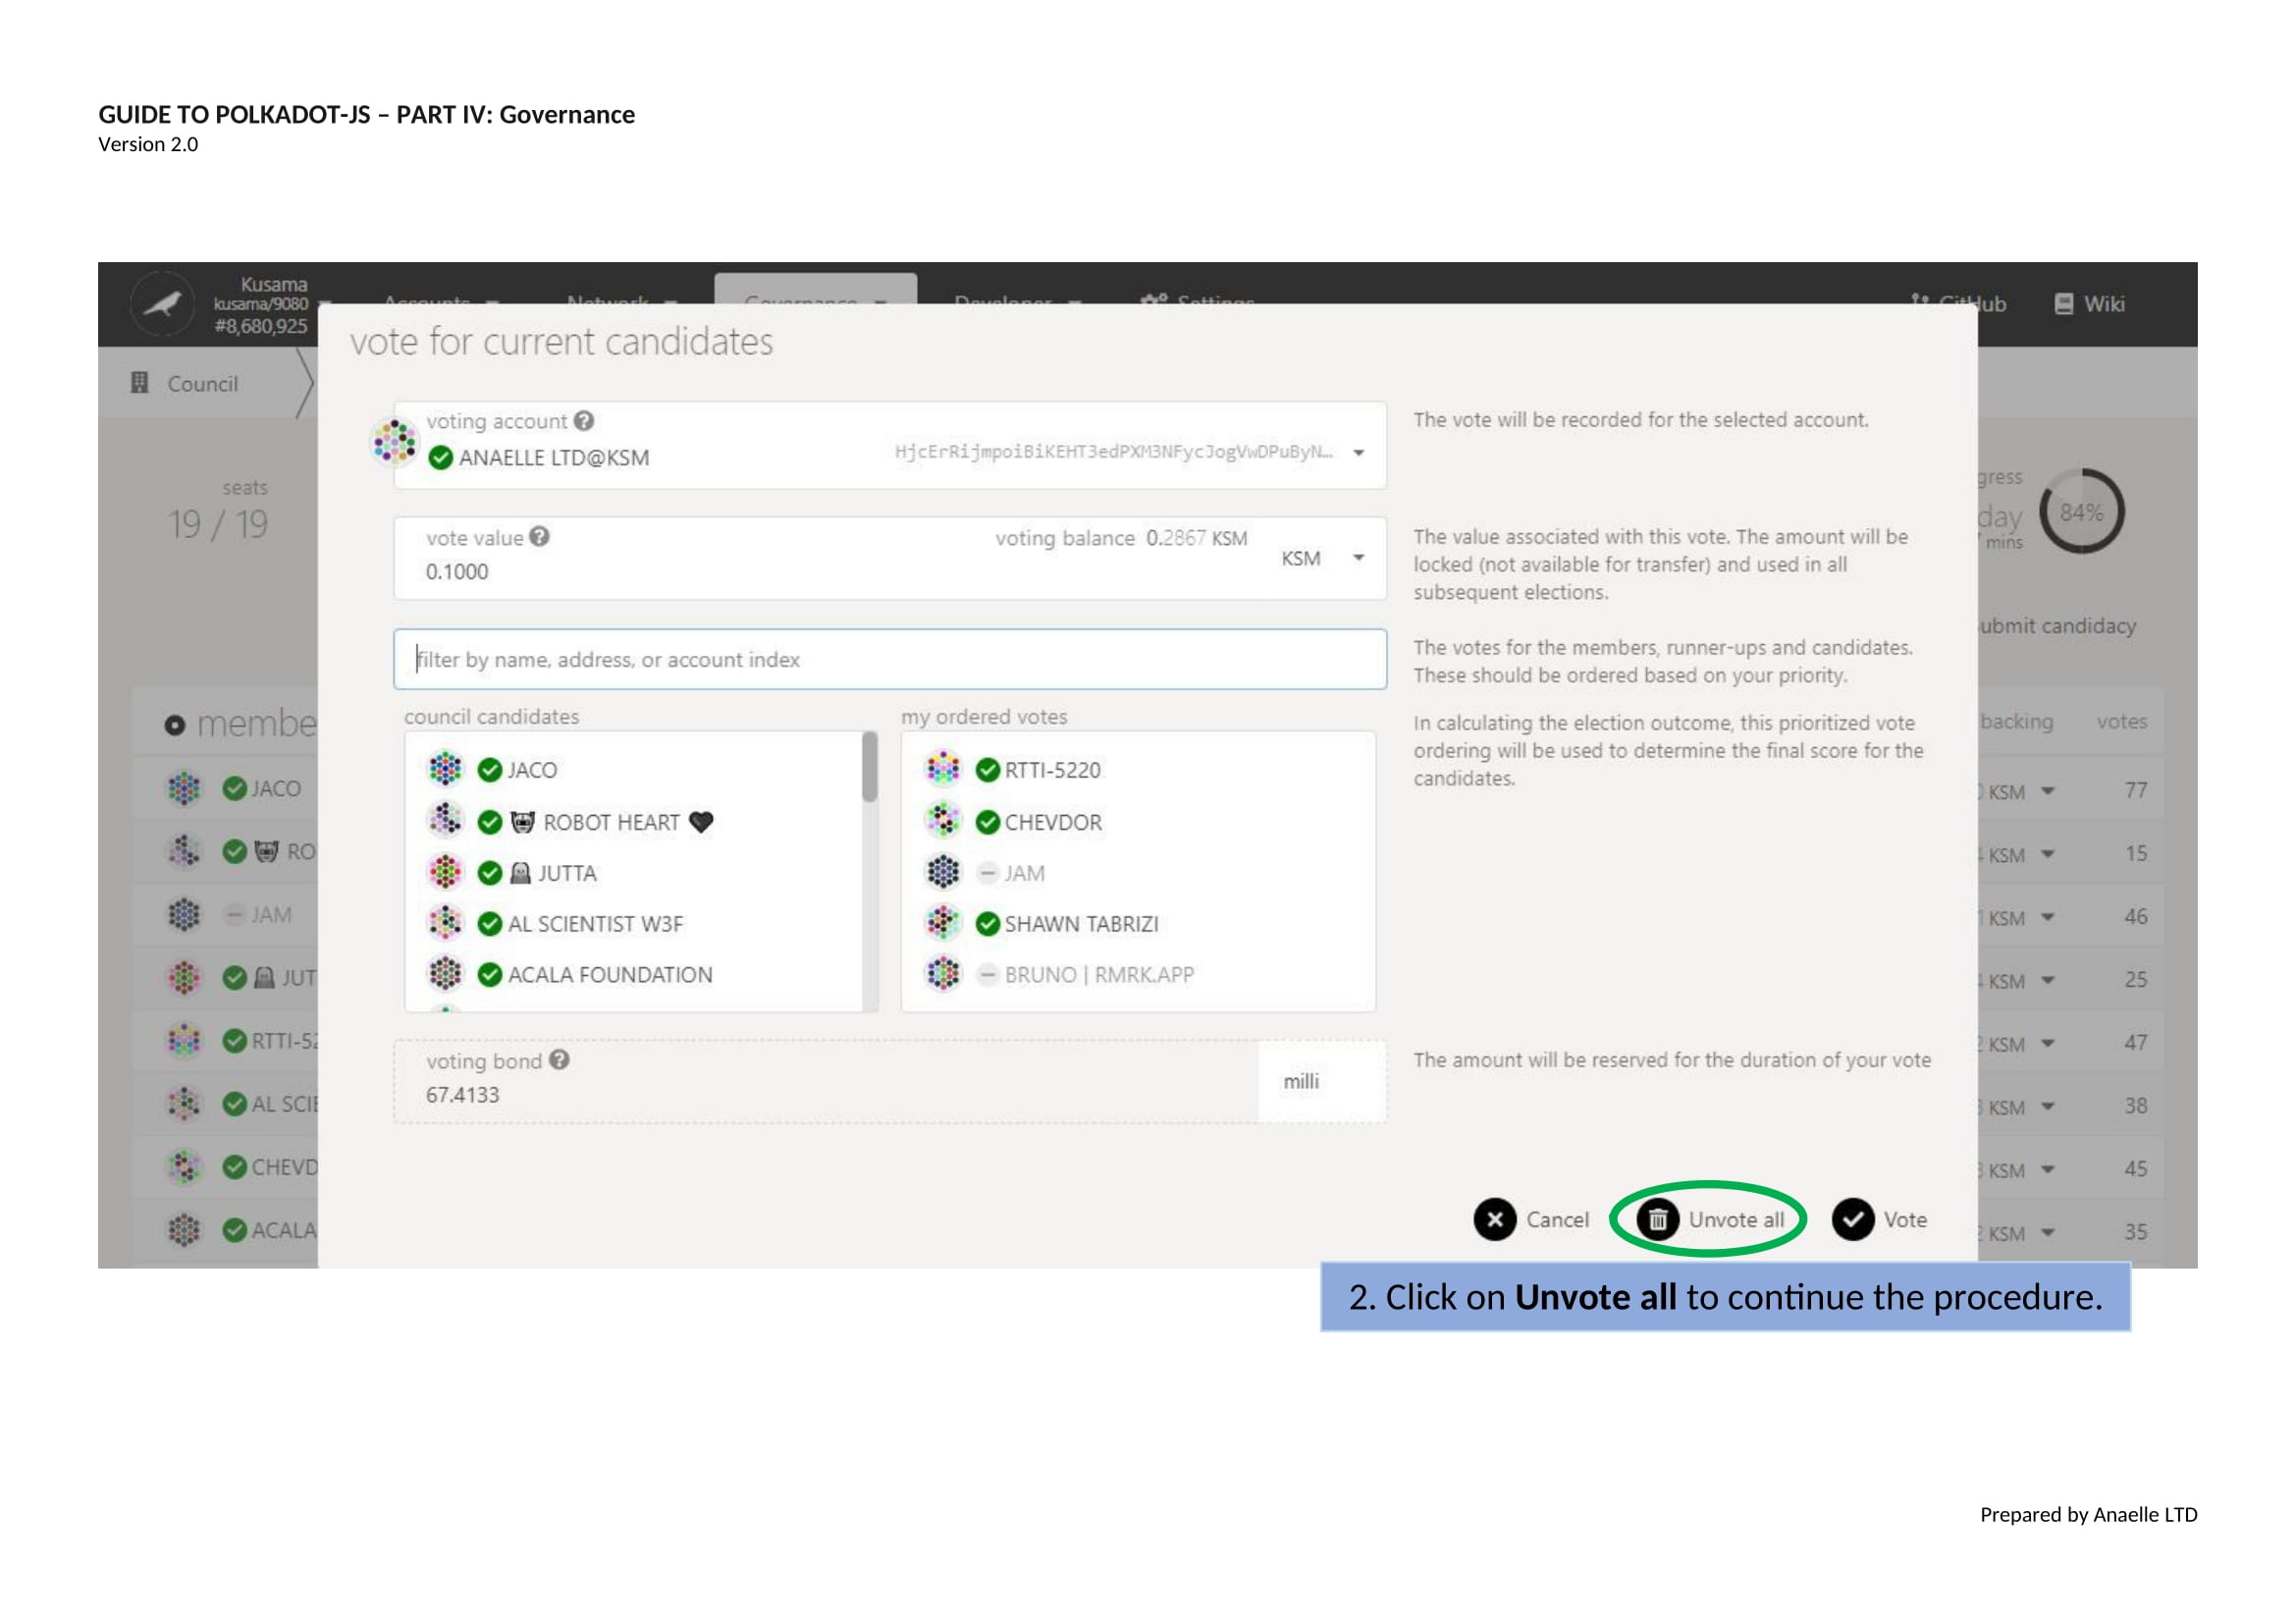 GUIDE TO POLKADOT-JS – PART IV: Governance
Version 2.0
Kusama
kusama/9080
#8,680,925
Accounts
Network
Governance
Developer
Settings
GitHub
Wiki
Council
vote for current candidates
voting account
ANAELLE LTD@KSM
HjcErRijmpoiBiKEHT3edPXM3NFycJogVwDPuByN...
The vote will be recorded for the selected account.
seats
19 / 19
gress
day
mins
84%
vote value
0.1000
voting balance 0.2867 KSM
KSM
The value associated with this vote. The amount will be
locked (not available for transfer) and used in all
subsequent elections.
filter by name, address, or account index
The votes for the members, runner-ups and candidates.
These should be ordered based on your priority.
ubmit candidacy
council candidates
my ordered votes
In calculating the election outcome, this prioritized vote
ordering will be used to determine the final score for the
candidates.
membe
backing
votes
JACO
ROBOT HEART
JUTTA
AL SCIENTIST W3F
ACALA FOUNDATION
RTTI-5220
CHEVDOR
JAM
SHAWN TABRIZI
BRUNO | RMRK.APP
JACO
KSM 77
RO
KSM 15
JAM
KSM 46
JUT
KSM 25
RTTI-52
KSM 47
AL SCIE
KSM 38
CHEVD
KSM 45
ACALA
KSM 35
voting bond
67.4133
milli
The amount will be reserved for the duration of your vote
Cancel
Unvote all
Vote
2. Click on Unvote all to continue the procedure.
Prepared by Anaelle LTD